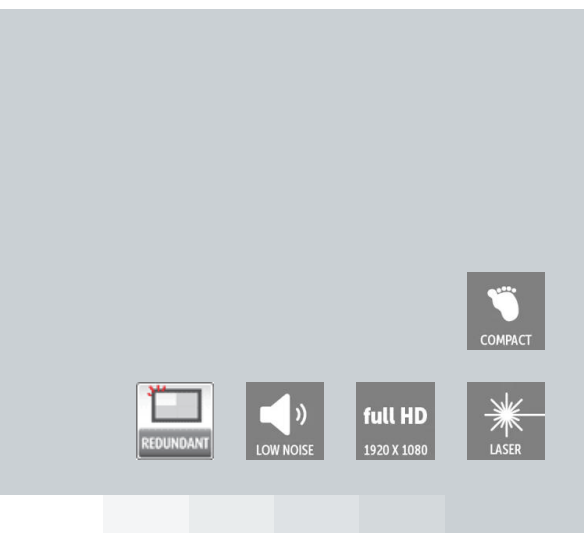 COMPACT
REDUNDANT
LOW NOISE
full HD
1920 X 1080
LASER